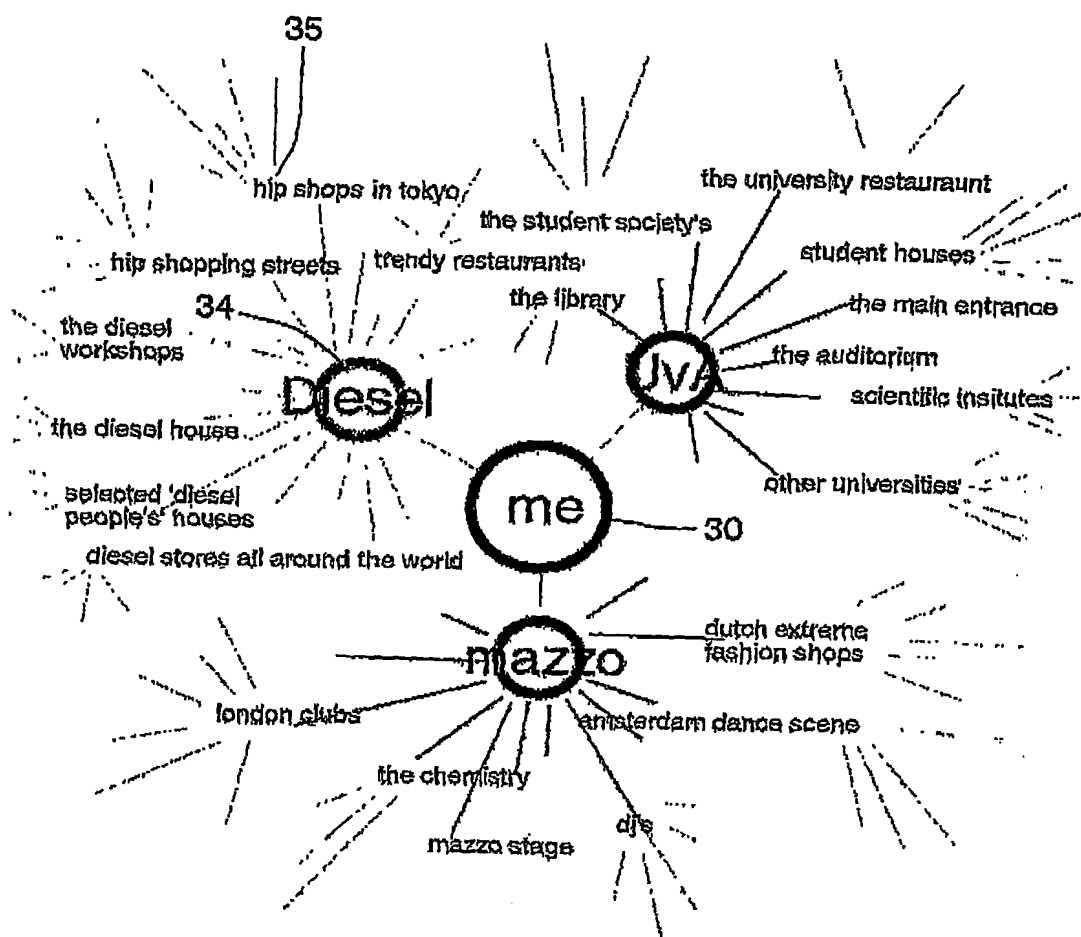 35
hip shops in tokyo
the university restauraunt
the student society's
student houses
hip shopping streets
trendy restaurants
the library
the main entrance
34
the diesel
workshops
the auditorium
Diesel
UvA
scientific insitutes
the diesel house
me
other universities
selected 'diesel
people's' houses
30
diesel stores all around the world
dutch extreme
fashion shops
mazzo
london clubs
amsterdam dance scene
the chemistry
dj's
mazzo stage